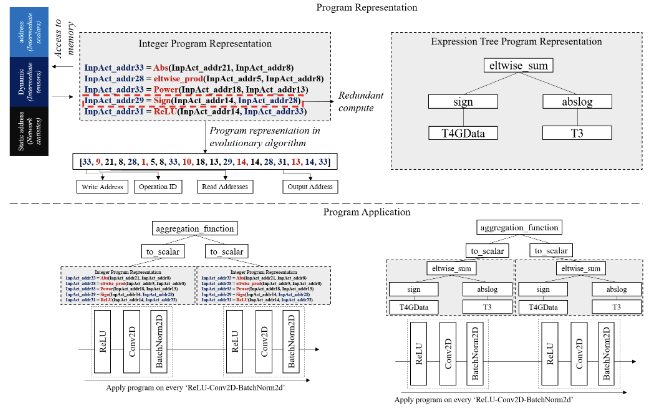 Program Representation
address
(Intermediate scalars)
Dynamic
(Intermediate tensors)
Static address
(Network statistics)
Access to memory
Integer Program Representation
InpAct_addr33 = Abs(InpAct_addr21, InpAct_addr8)
InpAct_addr28 = eltwise_prod(InpAct_addr5, InpAct_addr8)
InpAct_addr33 = Power(InpAct_addr18, InpAct_addr13)
InpAct_addr29 = Sign(InpAct_addr14, InpAct_addr28)
InpAct_addr31 = ReLU(InpAct_addr14, InpAct_addr33)
Redundant
compute
Program representation in
evolutionary algorithm
[33, 9, 21, 8, 28, 1, 5, 8, 33, 10, 18, 13, 29, 14, 14, 28, 31, 13, 14, 33]
Write Address
Operation ID
Read Addresses
Output Address
Expression Tree Program Representation
eltwise_sum
sign
abslog
T4GData
T3
Program Application
aggregation_function
to_scalar
to_scalar
Integer Program Representation
InpAct_addr33 = Abs(InpAct_addr21, InpAct_addr8)
InpAct_addr28 = eltwise_prod(InpAct_addr5, InpAct_addr8)
InpAct_addr33 = Power(InpAct_addr18, InpAct_addr13)
InpAct_addr29 = Sign(InpAct_addr14, InpAct_addr28)
InpAct_addr31 = ReLU(InpAct_addr14, InpAct_addr33)
Integer Program Representation
InpAct_addr33 = Abs(InpAct_addr21, InpAct_addr8)
InpAct_addr28 = eltwise_prod(InpAct_addr5, InpAct_addr8)
InpAct_addr33 = Power(InpAct_addr18, InpAct_addr13)
InpAct_addr29 = Sign(InpAct_addr14, InpAct_addr28)
InpAct_addr31 = ReLU(InpAct_addr14, InpAct_addr33)
ReLU
Conv2D
BatchNorm2D
ReLU
Conv2D
BatchNorm2D
Apply program on every 'ReLU-Conv2D-BatchNorm2d'
aggregation_function
to_scalar
to_scalar
eltwise_sum
eltwise_sum
sign
abslog
sign
abslog
T4GData
T3
T4GData
T3
ReLU
Conv2D
BatchNorm2D
ReLU
Conv2D
BatchNorm2D
Apply program on every 'ReLU-Conv2D-BatchNorm2d'